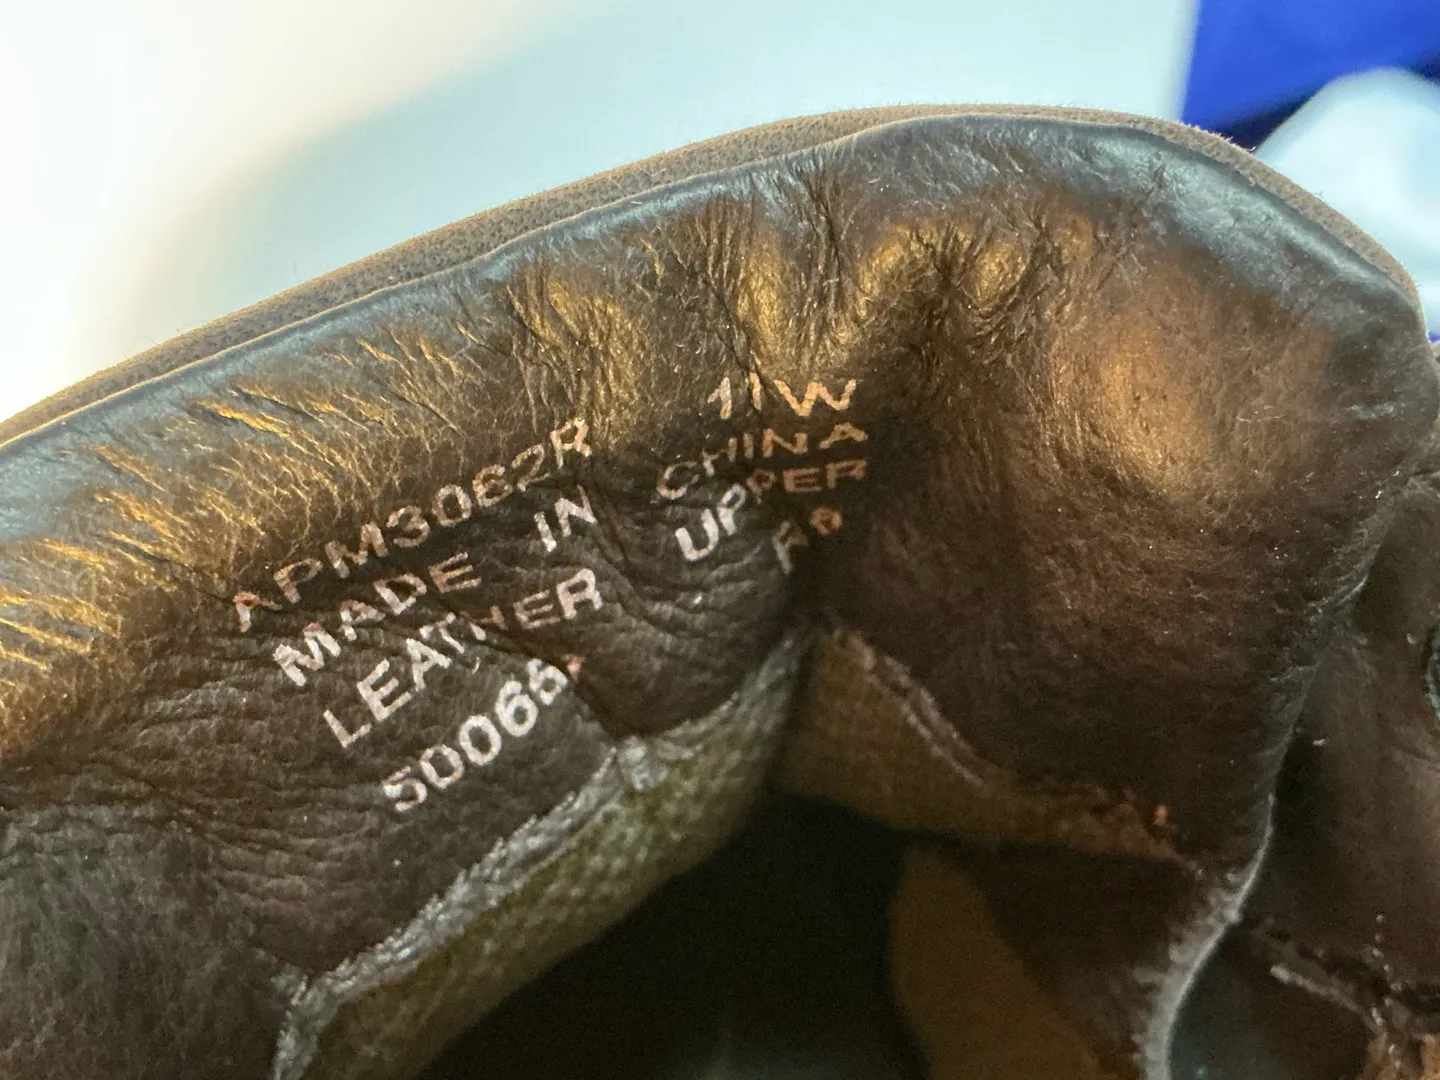 APM3062R 11W
MADE IN CHINA
LEATHER UPPER